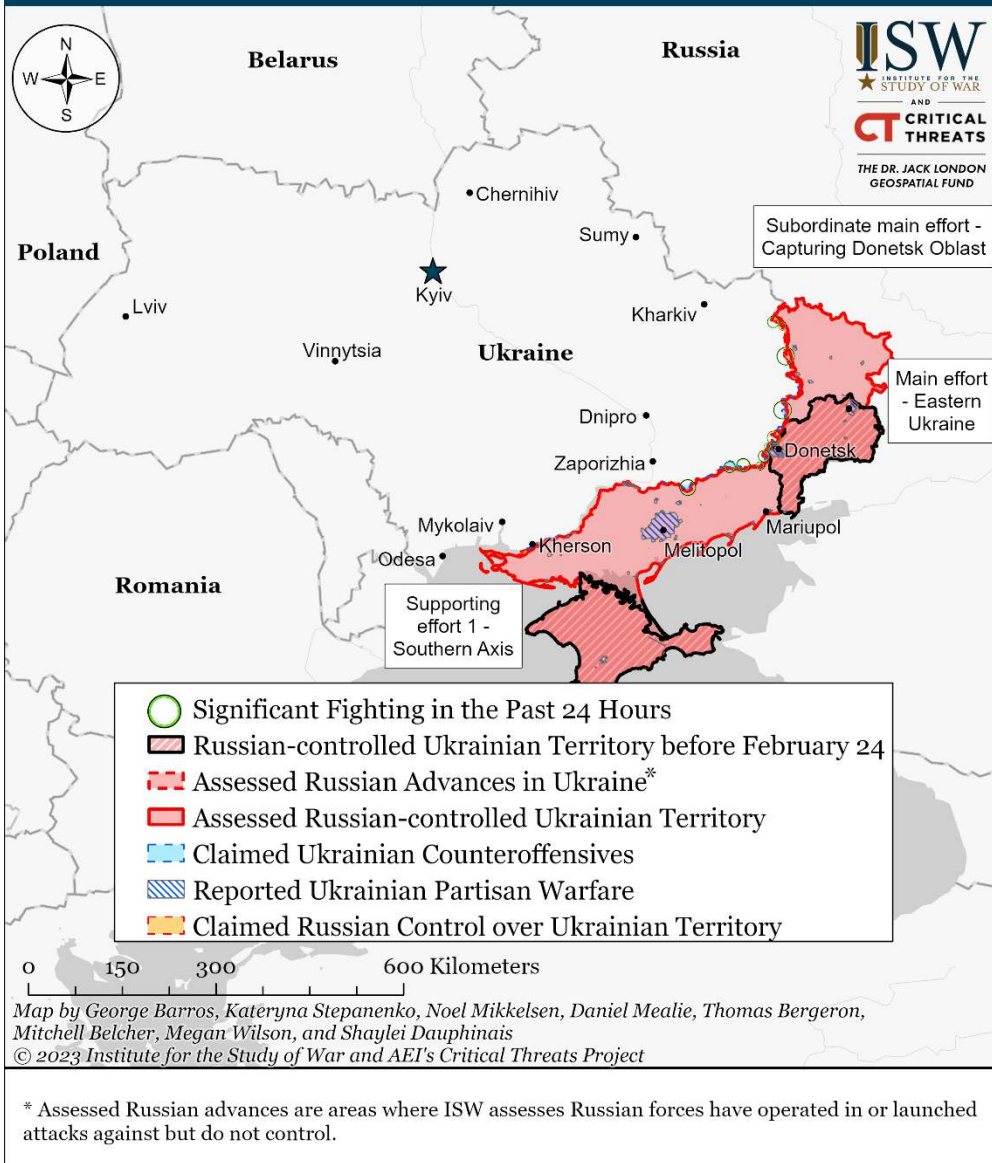 N
W E
S
Belarus
Russia
ISW
INSTITUTE FOR THE
STUDY OF WAR
AND
CT CRITICAL
THREATS
THE DR. JACK LONDON
GEOSPATIAL FUND
Chernihiv
Sumy
Subordinate main effort -
Capturing Donetsk Oblast
Poland
Kyiv
Lviv
Kharkiv
Vinnytsia
Ukraine
Main effort
- Eastern
Ukraine
Dnipro
Donetsk
Zaporizhia
Mykolaiv
Mariupol
Kherson
Melitopol
Odesa
Romania
Supporting
effort 1 -
Southern Axis
Significant Fighting in the Past 24 Hours
Russian-controlled Ukrainian Territory before February 24
Assessed Russian Advances in Ukraine*
Assessed Russian-controlled Ukrainian Territory
Claimed Ukrainian Counteroffensives
Reported Ukrainian Partisan Warfare
Claimed Russian Control over Ukrainian Territory
0 150 300 600 Kilometers
Map by George Barros, Kateryna Stepanenko, Noel Mikkelsen, Daniel Mealie, Thomas Bergeron,
Mitchell Belcher, Megan Wilson, and Shaylei Dauphinais
© 2023 Institute for the Study of War and AEI's Critical Threats Project
* Assessed Russian advances are areas where ISW assesses Russian forces have operated in or launched
attacks against but do not control.